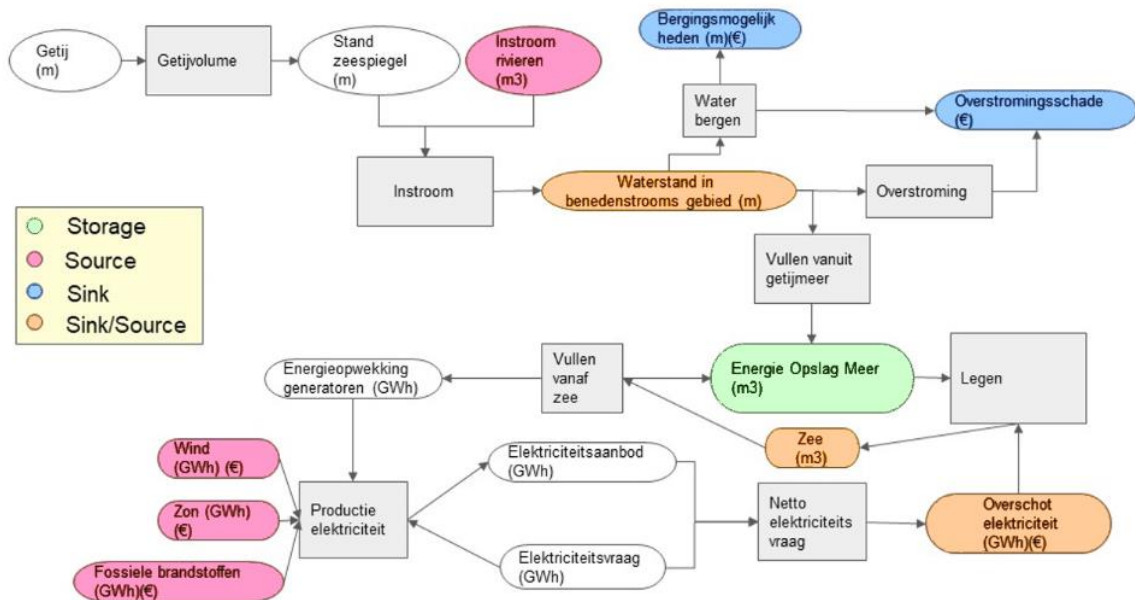 Getij
(m)
Getijvolume
Stand
zeespiegel
(m)
Instroom
rivieren
(m3)
Bergingsmogelijk
heden (m)(€)
Water
bergen
Overstromingsschade
(€)
Instroom
Waterstand in
benedenstrooms gebied (m)
Overstroming
Storage
Source
Sink
Sink/Source
Vullen vanuit
getijmeer
Energieopwekking
generatoren (GWh)
Vullen
vanaf
zee
Energie Opslag Meer
(m3)
Legen
Zee
(m3)
Wind
(GWh) (€)
Zon (GWh)
(€)
Fossiele brandstoffen
(GWh)(€)
Productie
elektriciteit
Elektriciteitsaanbod
(GWh)
Elektriciteitsvraag
(GWh)
Netto
elektriciteits
vraag
Overschot
elektriciteit
(GWh)(€)